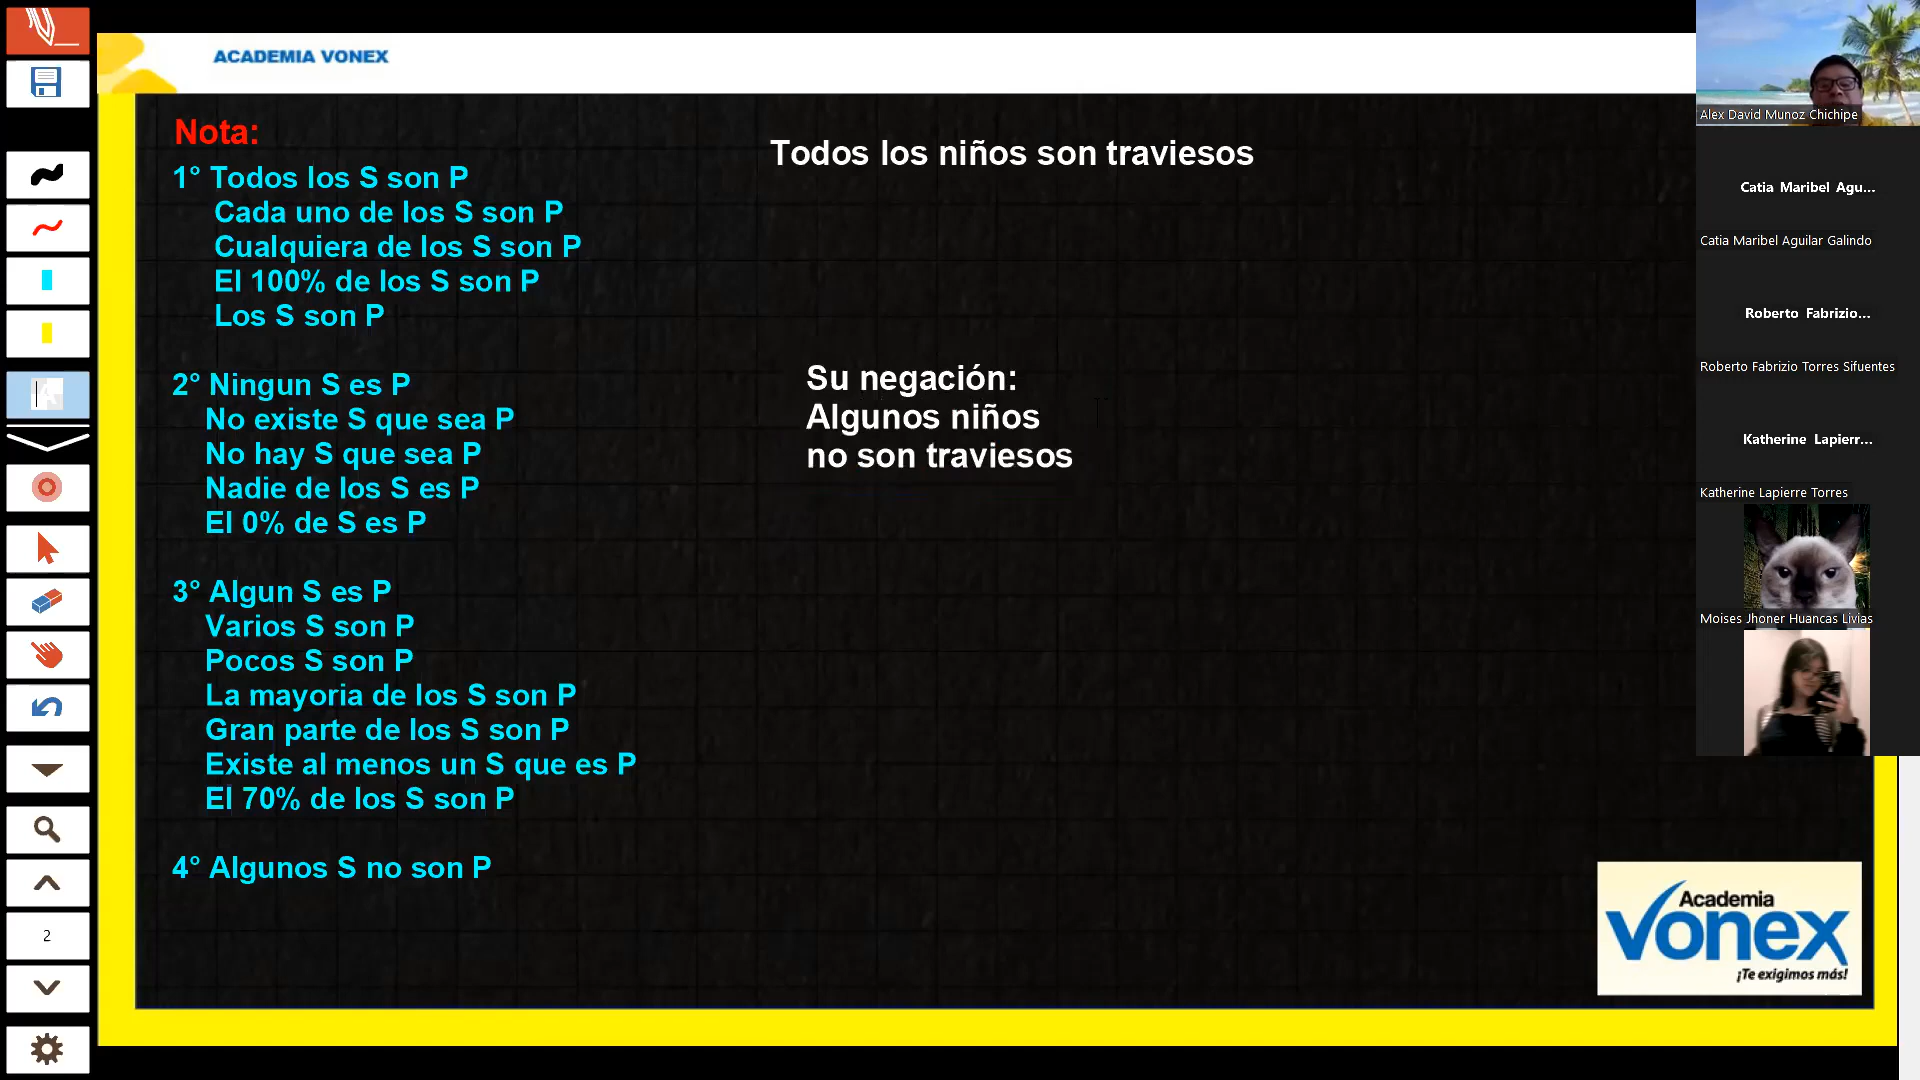 ACADEMIA VONEX
Nota:
1° Todos los S son P
Cada uno de los S son P
Cualquiera de los S son P
El 100% de los S son P
Los S son P
2° Ningun S es P
No existe S que sea P
No hay S que sea P
Nadie de los S es P
El 0% de S es P
3° Algun S es P
Varios S son P
Pocos S son P
La mayoria de los S son P
Gran parte de los S son P
Existe al menos un S que es P
El 70% de los S son P
4° Algunos S no son P
Todos los niños son traviesos
Su negación:
Algunos niños
no son traviesos
Alex David Munoz Chichipe
Catia Maribel Agu...
Catia Maribel Aguilar Galindo
Roberto Fabrizio...
Roberto Fabrizio Torres Sifuentes
Katherine Lapierr...
Katherine Lapierre Torres
Moises Jhoner Huancas Livias
Academia
vonex
¡Te exigimos más!
2